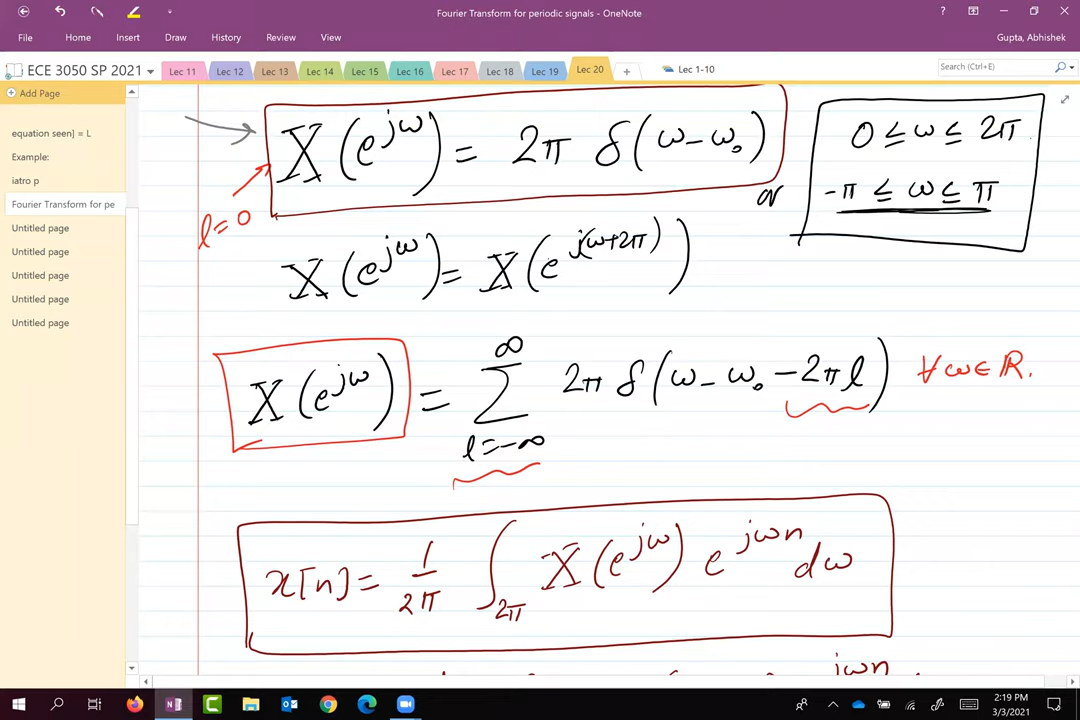 Fourier Transform for periodic signals - OneNote
? Gupta, Abhishek
File Home Insert Draw History Review View
ECE 3050 SP 2021 Lec 11 Lec 12 Lec 13 Lec 14 Lec 15 Lec 16 Lec 17 Lec 18 Lec 19 Lec 20 + Lec 1-10 Search (Ctrl+E)
Add Page
equation seen] = L
Example:
iatro p
Fourier Transform for pe
Untitled page
Untitled page
Untitled page
Untitled page
Untitled page
X(e^{jω}) = 2π δ(ω-ω₀)
l=0
or
0 ≤ ω ≤ 2π
-π ≤ ω ≤ π
X(e^{jω}) = X(e^{j(ω+2π)})
X(e^{jω}) = ∑_{l=-∞}^{∞} 2π δ(ω-ω₀-2πl) ∀ω∈ℝ.
x[n] = 1/2π ∫_{2π} X(e^{jω}) e^{jωn} dω
jωn
2:19 PM
3/3/2021